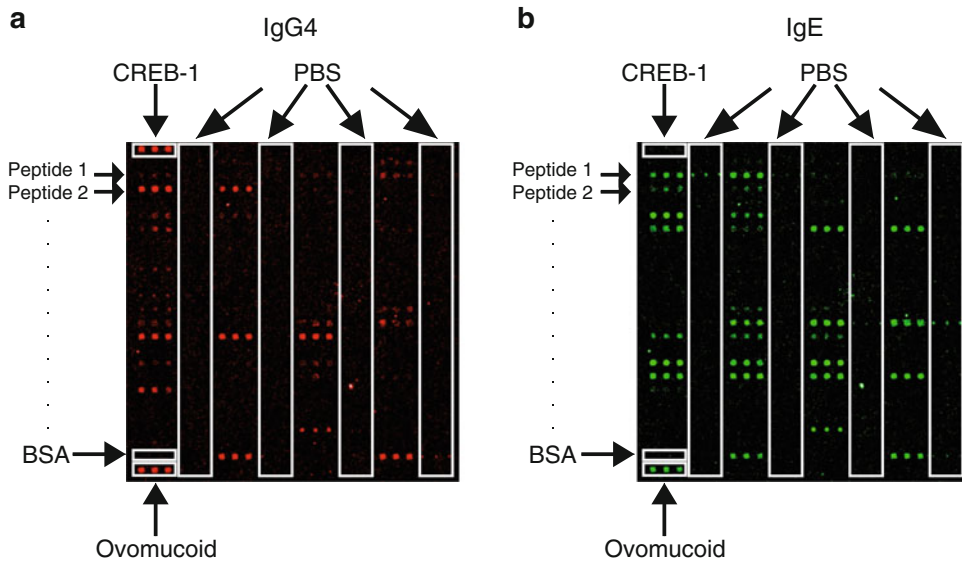 a
IgG4
CREB-1
PBS
Peptide 1
Peptide 2
BSA
Ovomucoid
b
IgE
CREB-1
PBS
Peptide 1
Peptide 2
BSA
Ovomucoid